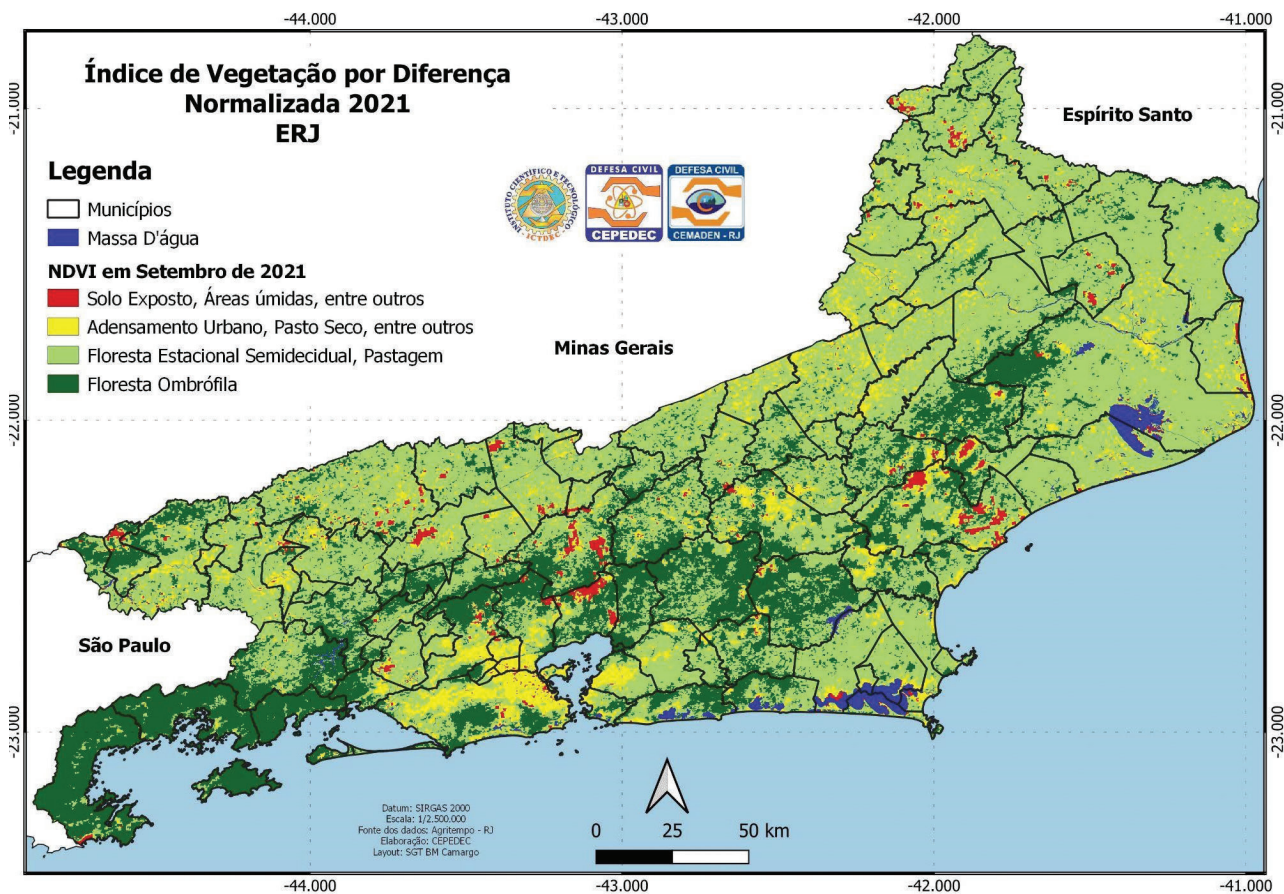 -44.000
-43.000
-42.000
-41.000
Índice de Vegetação por Diferença
Normalizada 2021
ERJ
-21.000
-21.000
Espírito Santo
Legenda
Municípios
Massa D'água
INSTITUTO CIENTÍFICO E TECNOLÓGICO
ICTDEC
DEFESA CIVIL
CEPEDEC
DEFESA CIVIL
CEMADEN - RJ
NDVI em Setembro de 2021
Solo Exposto, Áreas úmidas, entre outros
Adensamento Urbano, Pasto Seco, entre outros
Floresta Estacional Semidecidual, Pastagem
Floresta Ombrófila
Minas Gerais
-22.000
-22.000
São Paulo
-23.000
-23.000
Datum: SIRGAS 2000
Escala: 1/2.500.000
Fonte dos dados: Agritempo - RJ
Elaboração: CEPEDEC
Layout: SGT BM Camargo
0 25 50 km
-44.000
-43.000
-42.000
-41.000